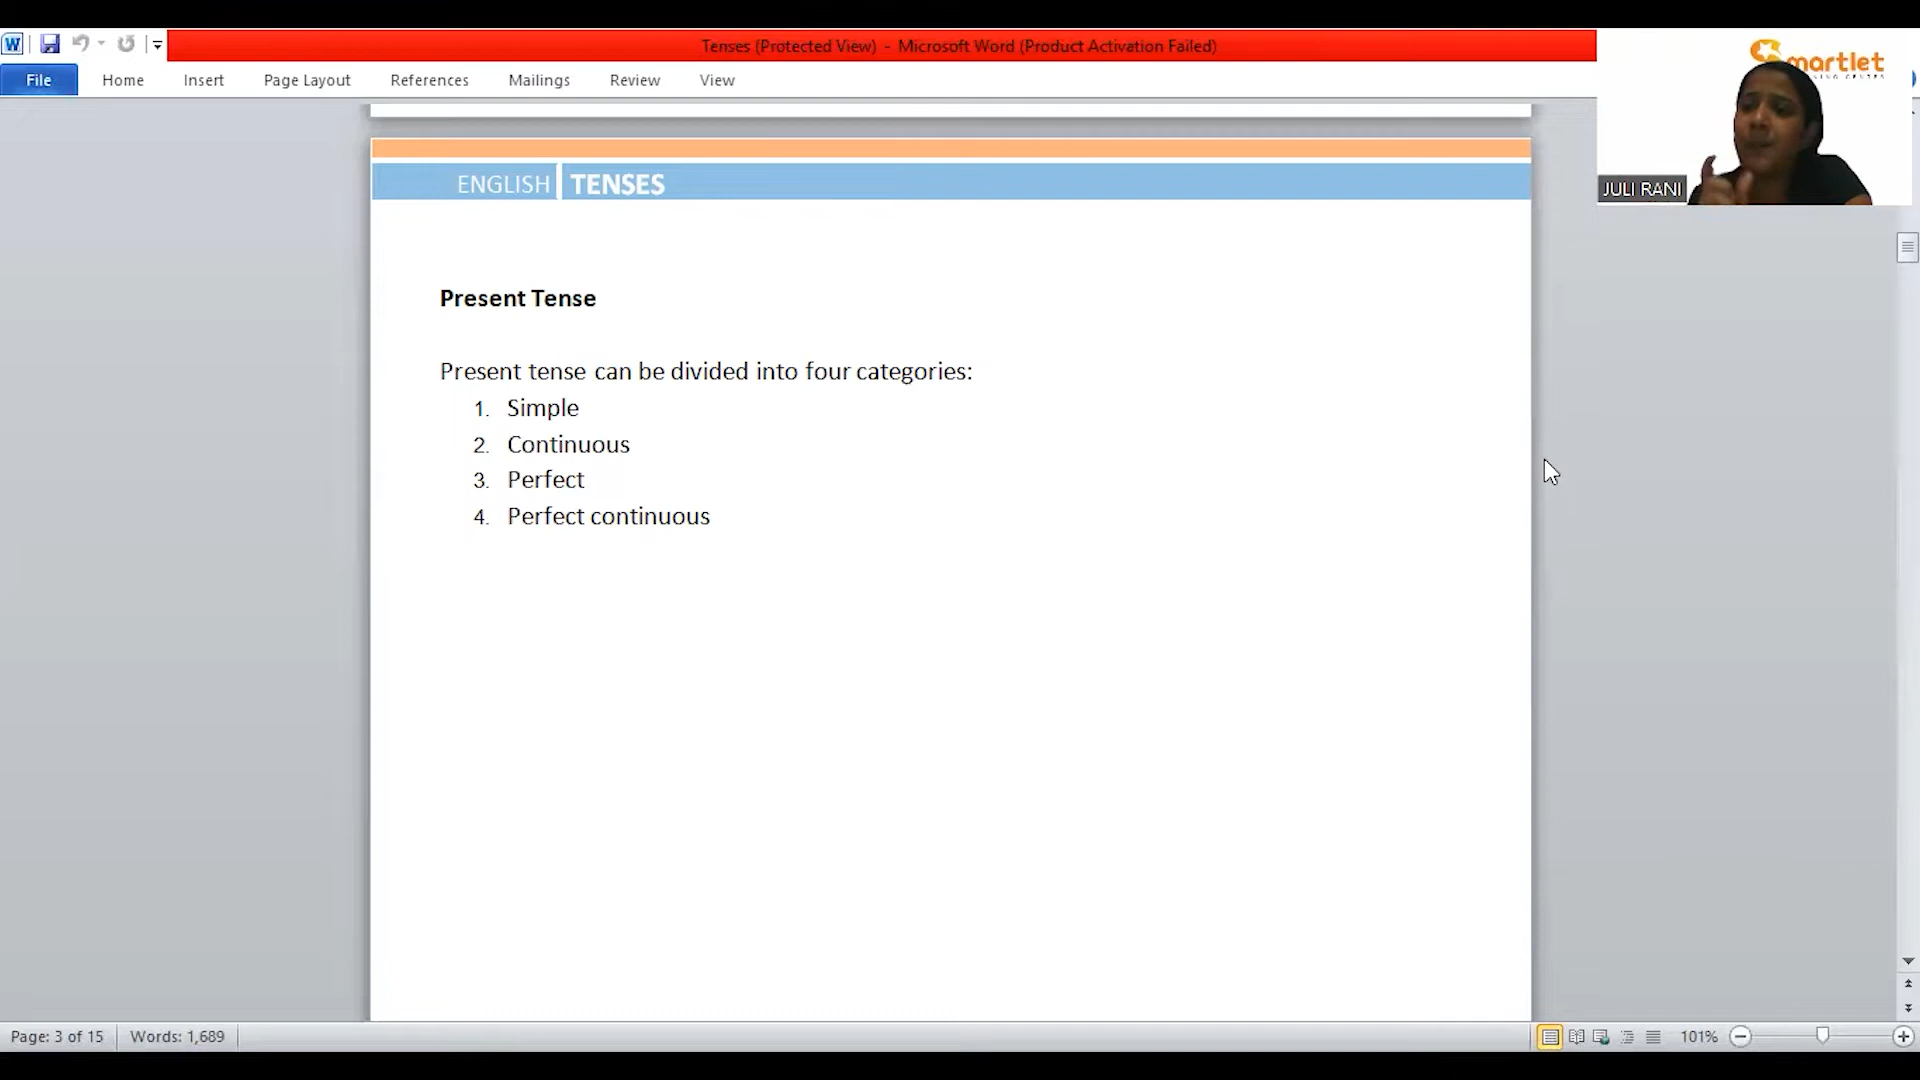 Tenses (Protected View) - Microsoft Word (Product Activation Failed)
File Home Insert Page Layout References Mailings Review View
martlet
JULI RANI
ENGLISH TENSES
Present Tense
Present tense can be divided into four categories:
1. Simple
2. Continuous
3. Perfect
4. Perfect continuous
Page: 3 of 15 Words: 1,689 101%